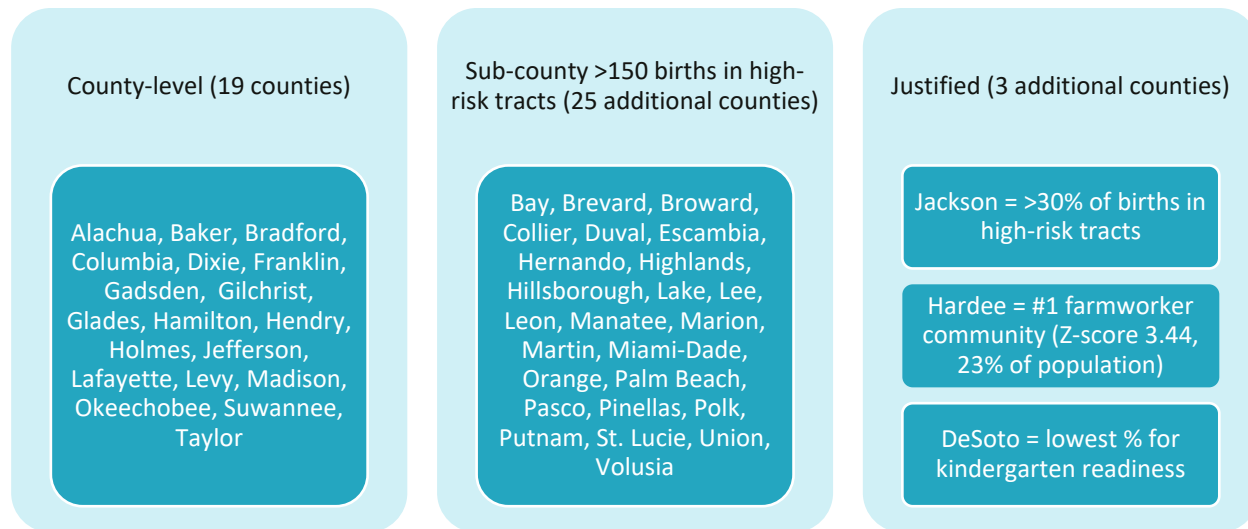 County-level (19 counties)
Alachua, Baker, Bradford,
Columbia, Dixie, Franklin,
Gadsden,  Gilchrist,
Glades, Hamilton, Hendry,
Holmes, Jefferson,
Lafayette, Levy, Madison,
Okeechobee, Suwannee,
Taylor
Sub-county >150 births in high-
risk tracts (25 additional counties)
Bay, Brevard, Broward,
Collier, Duval, Escambia,
Hernando, Highlands,
Hillsborough, Lake, Lee,
Leon, Manatee, Marion,
Martin, Miami-Dade,
Orange, Palm Beach,
Pasco, Pinellas, Polk,
Putnam, St. Lucie, Union,
Volusia
Justified (3 additional counties)
Jackson = >30% of births in
high-risk tracts
Hardee = #1 farmworker
community (Z-score 3.44,
23% of population)
DeSoto = lowest % for
kindergarten readiness